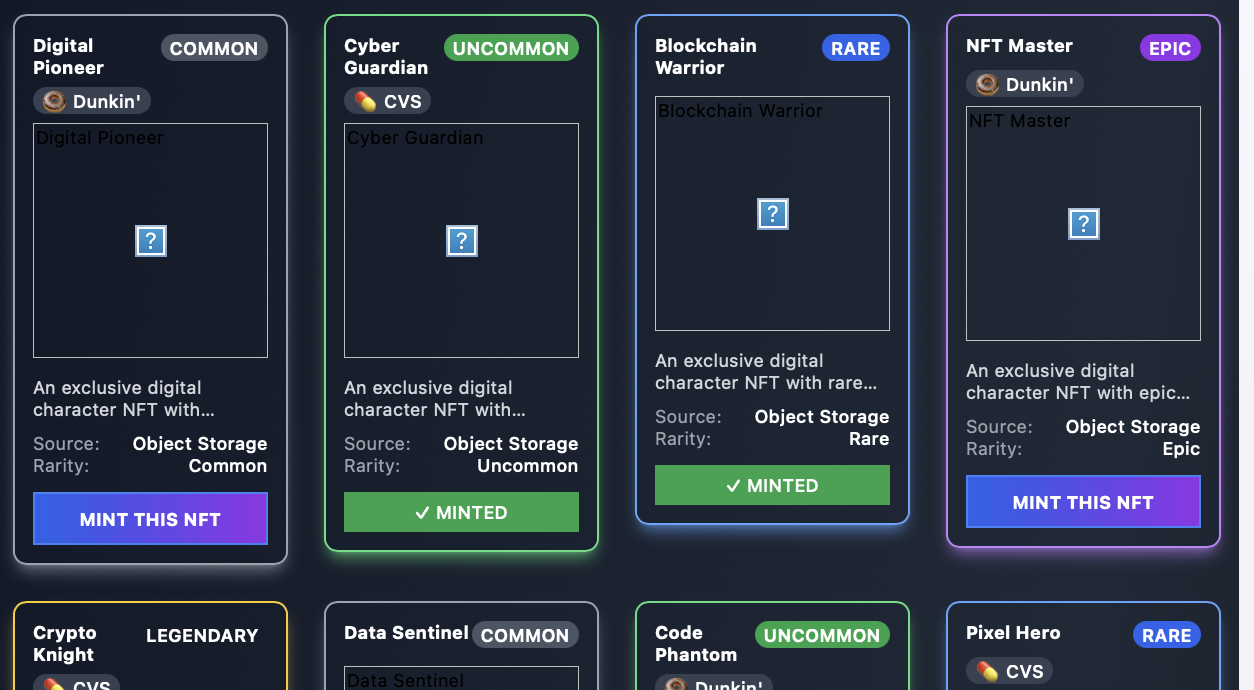 Digital
Pioneer
COMMON
Dunkin'
Digital Pioneer
?
An exclusive digital
character NFT with...
Source: Object Storage
Rarity: Common
MINT THIS NFT
Cyber
Guardian
UNCOMMON
CVS
Cyber Guardian
?
An exclusive digital
character NFT with...
Source: Object Storage
Rarity: Uncommon
✓ MINTED
Blockchain
Warrior
RARE
Blockchain Warrior
?
An exclusive digital
character NFT with rare...
Source: Object Storage
Rarity: Rare
✓ MINTED
NFT Master
EPIC
Dunkin'
NFT Master
?
An exclusive digital
character NFT with epic...
Source: Object Storage
Rarity: Epic
MINT THIS NFT
Crypto
Knight
LEGENDARY
CVS
Data Sentinel
COMMON
Data Sentinel
Code
Phantom
UNCOMMON
Dunkin'
Pixel Hero
RARE
CVS